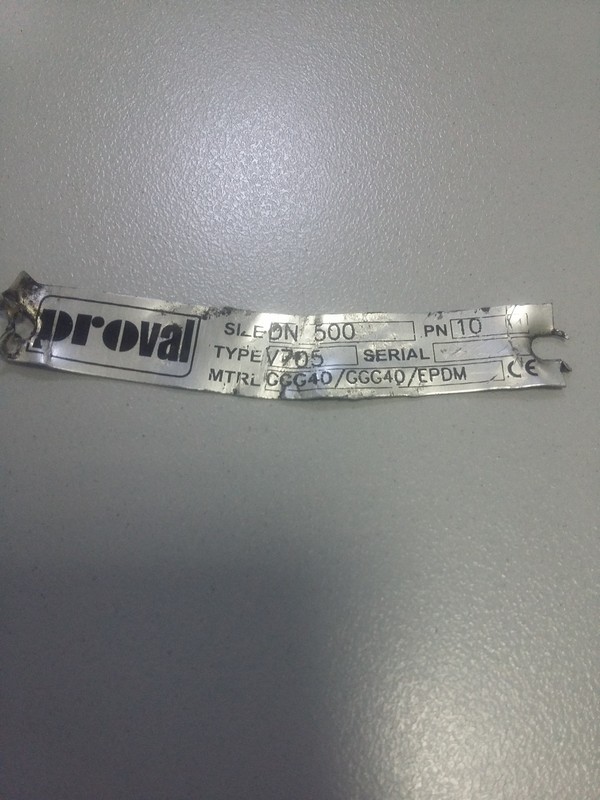 proval
SIZE DN 500 PN 10
TYPE V705 SERIAL
MTRL GGG40/GGG40/EPDM CE